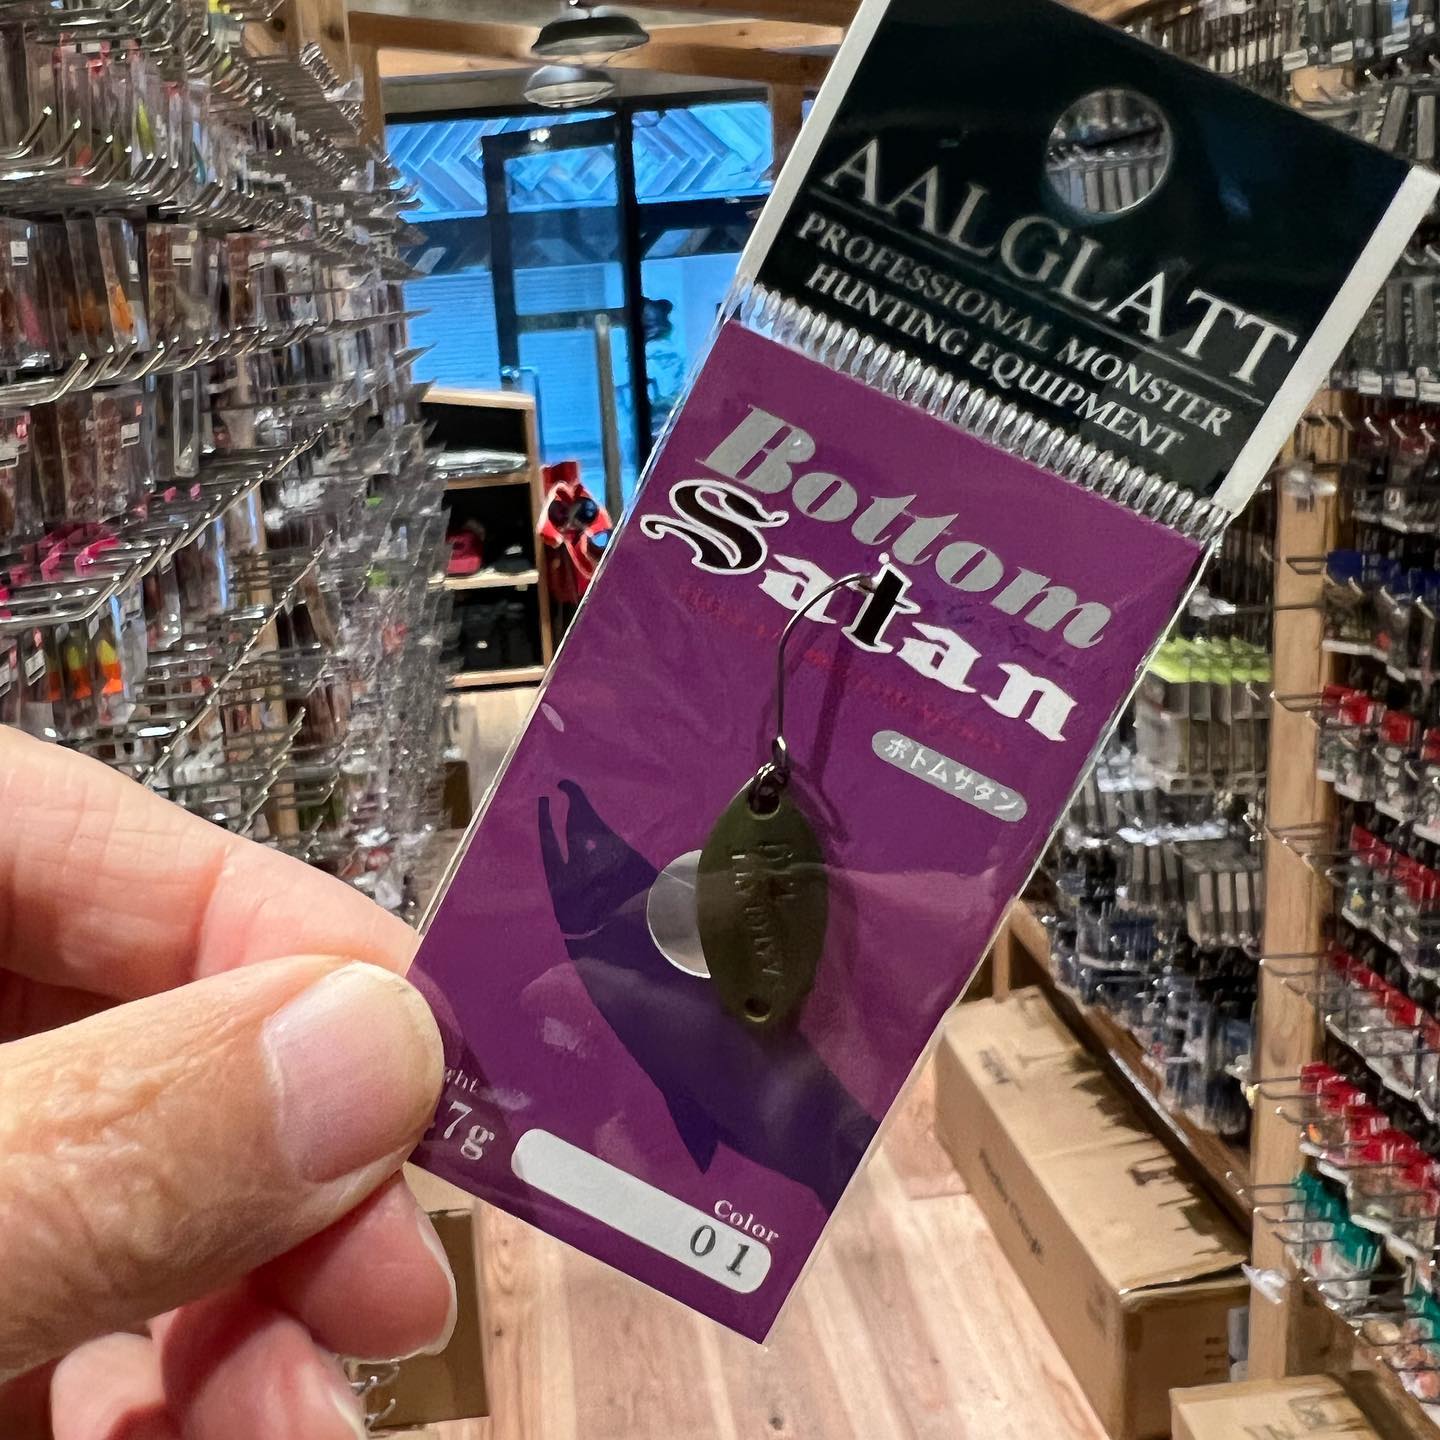 AALGLATT
PROFESSIONAL MONSTER
HUNTING EQUIPMENT
Bottom
Satan
ボトムサタン
7g
Color
01